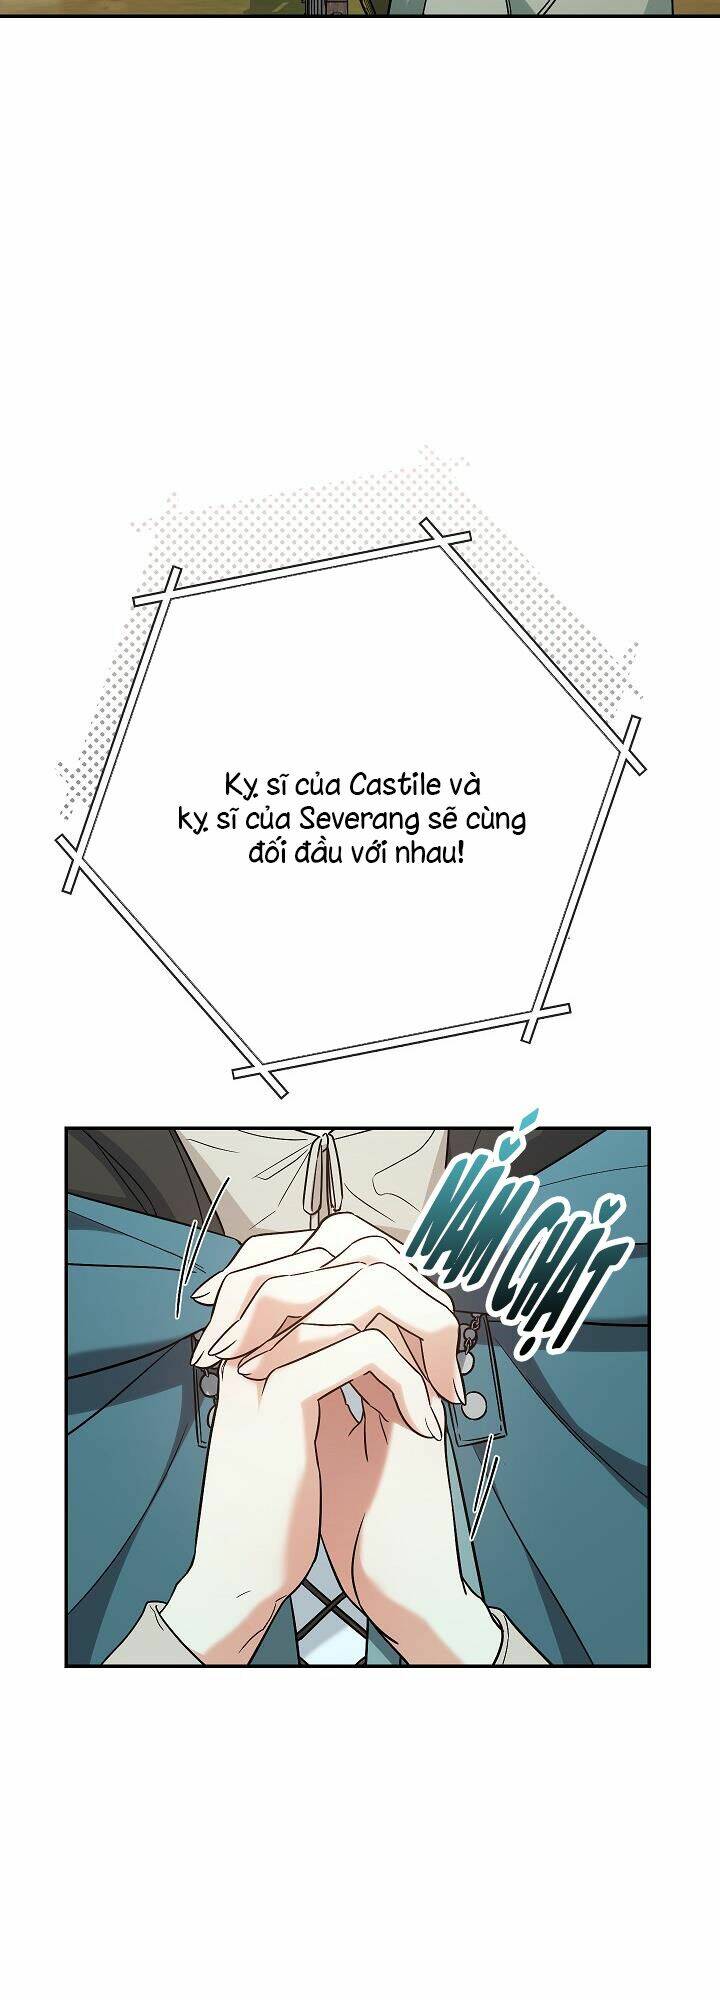 Kỵ sĩ của Castile và
kỵ sĩ của Severang sẽ cùng
đối đầu với nhau!
NẮM CHẶT